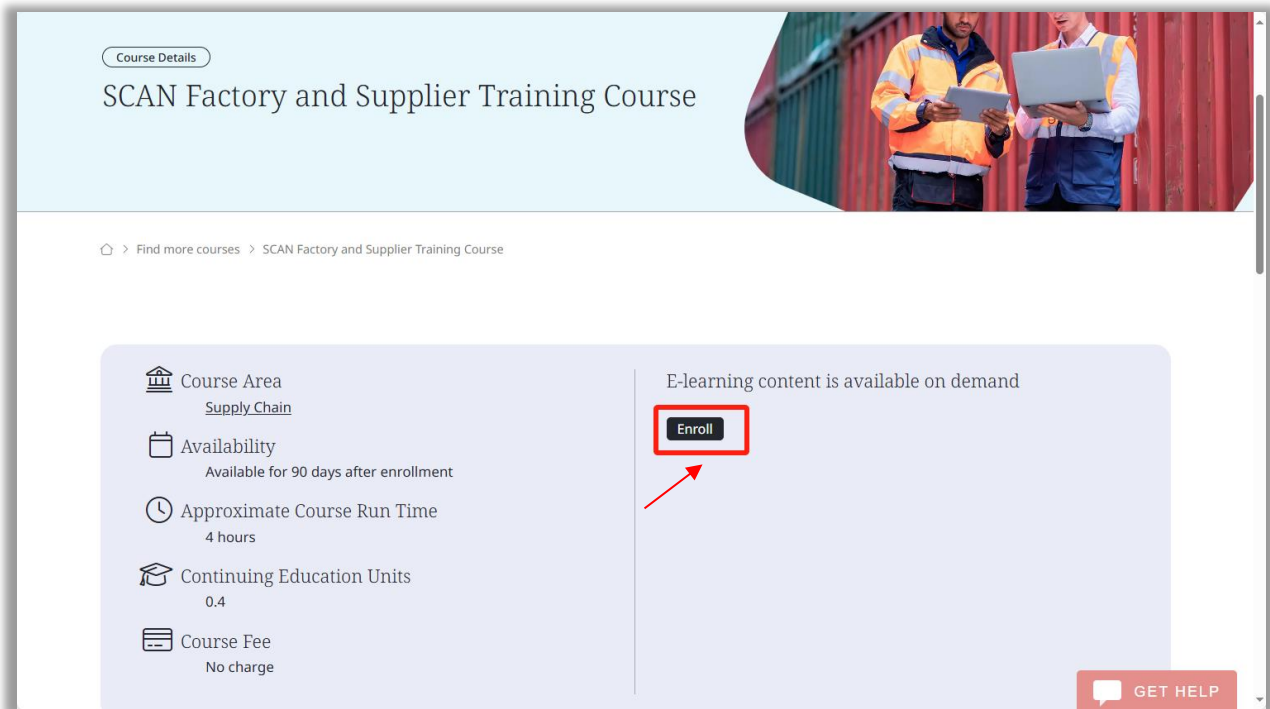 Course Details
SCAN Factory and Supplier Training Course
Find more courses > SCAN Factory and Supplier Training Course
Course Area
Supply Chain
Availability
Available for 90 days after enrollment
Approximate Course Run Time
4 hours
Continuing Education Units
0.4
Course Fee
No charge
E-learning content is available on demand
Enroll
GET HELP